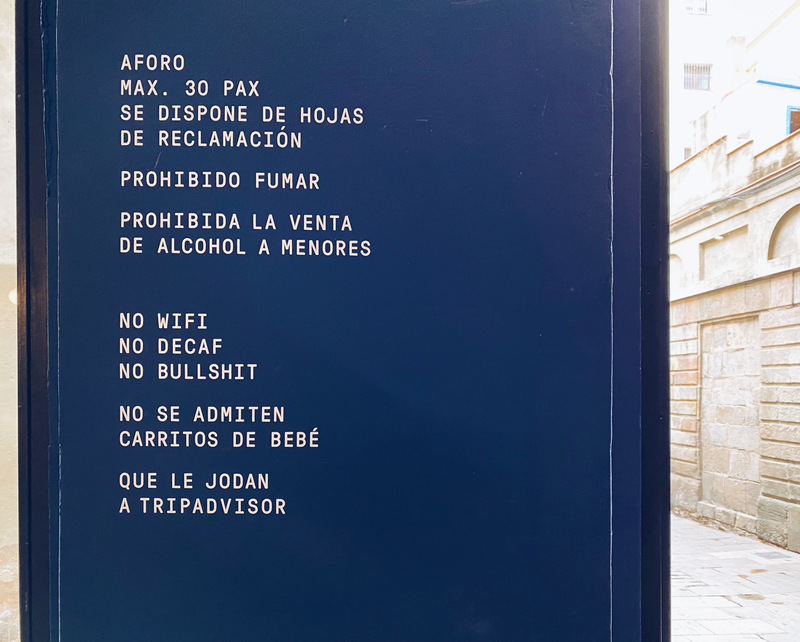 AFORO
MAX. 30 PAX
SE DISPONE DE HOJAS
DE RECLAMACIÓN
PROHIBIDO FUMAR
PROHIBIDA LA VENTA
DE ALCOHOL A MENORES
NO WIFI
NO DECAF
NO BULLSHIT
NO SE ADMITEN
CARRITOS DE BEBÉ
QUE LE JODAN
A TRIPADVISOR